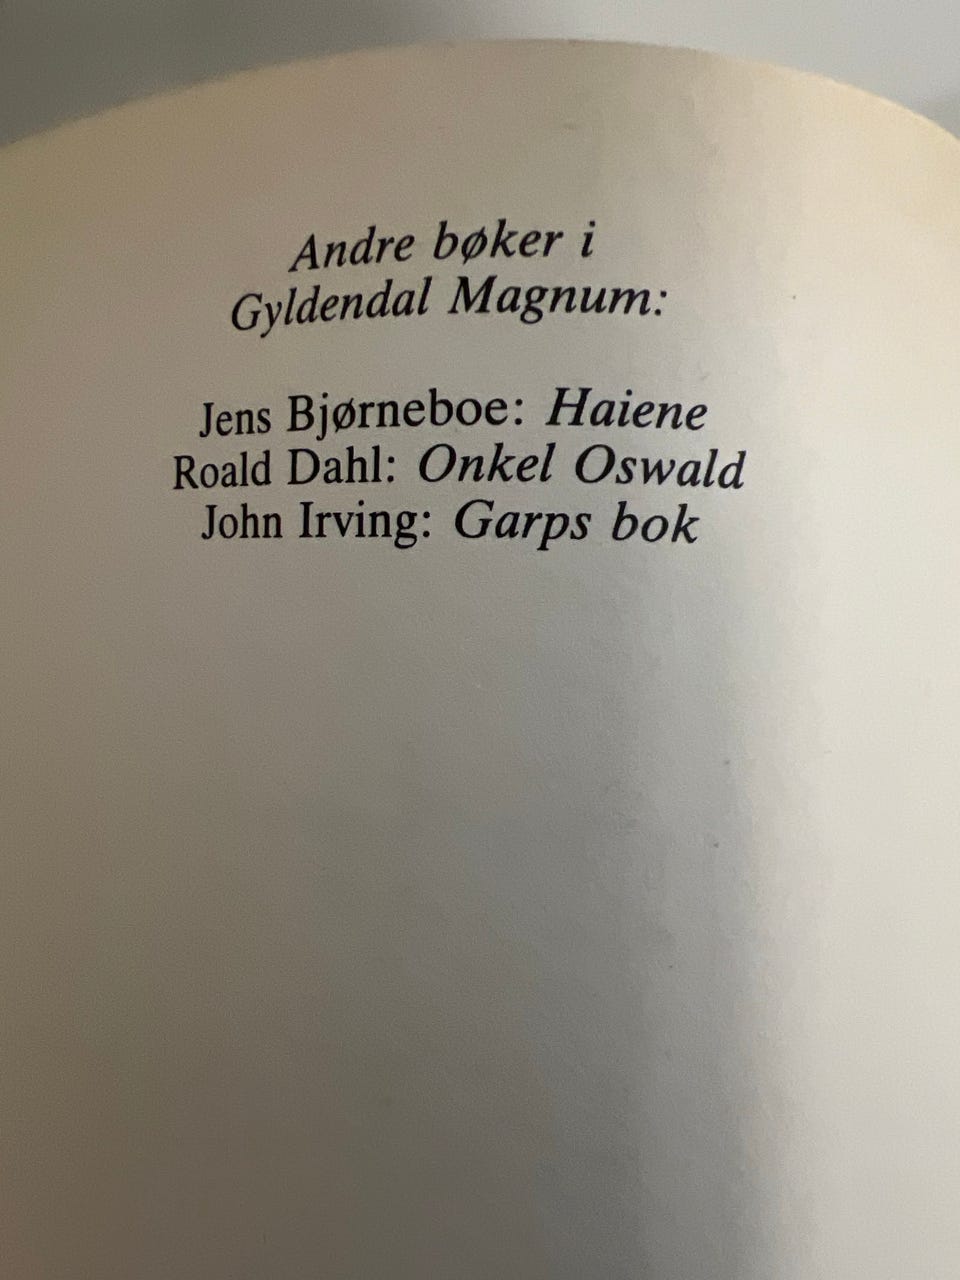 Andre bøker i
Gyldendal Magnum:
Jens Bjørneboe: Haiene
Roald Dahl: Onkel Oswald
John Irving: Garps bok